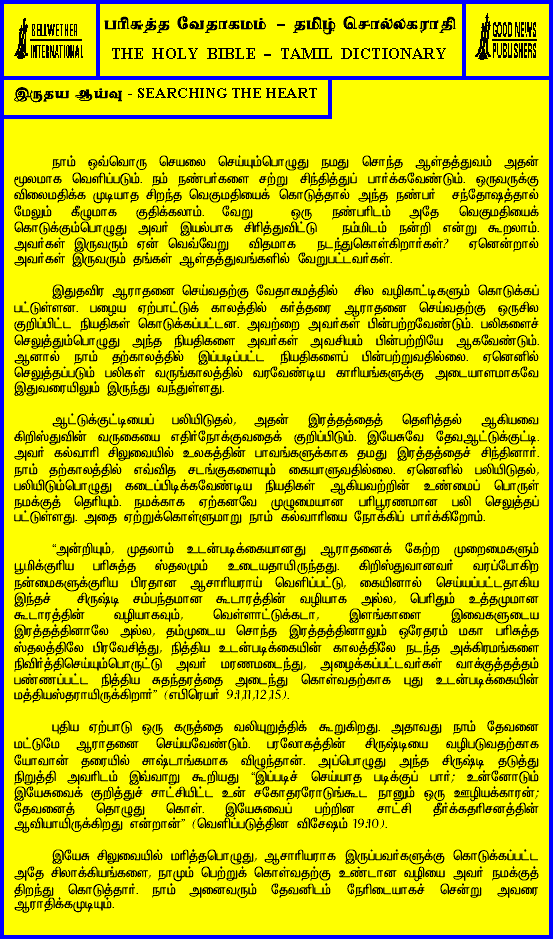 BELLWETHER
INTERNATIONAL
பரிசுத்த வேதாகமம் – தமிழ் சொல்லகராதி
THE HOLY BIBLE – TAMIL DICTIONARY
GOOD NEWS
PUBLISHERS
இருதய ஆய்வு - SEARCHING THE HEART
நாம் ஒவ்வொரு செயலை செய்யும்பொழுது நமது சொந்த ஆள்தத்துவம் அதன்
மூலமாக வெளிப்படும். நம் நண்பர்களை சற்று சிந்தித்துப் பார்க்கவேண்டும். ஒருவருக்கு
விலைமதிக்க முடியாத சிறந்த வெகுமதியைக் கொடுத்தால் அந்த நண்பர் சந்தோஷத்தால்
மேலும் கீழுமாக குதிக்கலாம். வேறு ஒரு நண்பரிடம் அதே வெகுமதியைக்
கொடுக்கும்பொழுது அவர் இயல்பாக சிரித்துவிட்டு நம்மிடம் நன்றி என்று கூறலாம்.
அவர்கள் இருவரும் ஏன் வெவ்வேறு விதமாக நடந்துகொள்கிறார்கள்? ஏனென்றால்
அவர்கள் இருவரும் தங்கள் ஆள்தத்துவங்களில் வேறுபட்டவர்கள்.
இதுதவிர ஆராதனை செய்வதற்கு வேதாகமத்தில் சில வழிகாட்டிகளும் கொடுக்கப்
பட்டுள்ளன. பழைய ஏற்பாட்டுக் காலத்தில் கர்த்தரை ஆராதனை செய்வதற்கு ஒருசில
குறிப்பிட்ட நியதிகள் கொடுக்கப்பட்டன. அவற்றை அவர்கள் பின்பற்றவேண்டும். பலிகளைச்
செலுத்தும்பொழுது அந்த நியதிகளை அவர்கள் அவசியம் பின்பற்றியே ஆகவேண்டும்.
ஆனால் நாம் தற்காலத்தில் இப்படிப்பட்ட நியதிகளைப் பின்பற்றுவதில்லை. ஏனெனில்
செலுத்தப்படும் பலிகள் வருங்காலத்தில் வரவேண்டிய காரியங்களுக்கு அடையாளமாகவே
இதுவரையிலும் இருந்து வந்துள்ளது.
ஆட்டுக்குட்டியைப் பலியிடுதல், அதன் இரத்தத்தைத் தெளித்தல் ஆகியவை
கிறிஸ்துவின் வருகையை எதிர்நோக்குவதைக் குறிப்பிடும். இயேசுவே தேவஆட்டுக்குட்டி.
அவர் கல்வாரி சிலுவையில் உலகத்தின் பாவங்களுக்காக தமது இரத்தத்தைச் சிந்தினார்.
நாம் தற்காலத்தில் எவ்வித சடங்குகளையும் கையாளுவதில்லை. ஏனெனில் பலியிடுதல்,
பலியிடும்பொழுது கடைப்பிடிக்கவேண்டிய நியதிகள் ஆகியவற்றின் உண்மைப் பொருள்
நமக்குத் தெரியும். நமக்காக ஏற்கனவே முழுமையான பரிபூரணமான பலி செலுத்தப்
பட்டுள்ளது. அதை ஏற்றுக்கொள்ளுமாறு நாம் கல்வாரியை நோக்கிப் பார்க்கிறோம்.
“அன்றியும், முதலாம் உடன்படிக்கையானது ஆராதனைக் கேற்ற முறைமைகளும்
பூமிக்குரிய பரிசுத்த ஸ்தலமும் உடையதாயிருந்தது. கிறிஸ்துவானவர் வரப்போகிற
நன்மைகளுக்குரிய பிரதான ஆசாரியராய் வெளிப்பட்டு, கையினால் செய்யப்பட்டதாகிய
இந்தச் சிருஷ்டி சம்பந்தமான கூடாரத்தின் வழியாக அல்ல, பெரிதும் உத்தமுமான
கூடாரத்தின் வழியாகவும், வெள்ளாட்டுக்கடா, இளங்காளை இவைகளுடைய
இரத்தத்தினாலே அல்ல, தம்முடைய சொந்த இரத்தத்தினாலும் ஒரேதரம் மகா பரிசுத்த
ஸ்தலத்திலே பிரவேசித்து, நித்திய உடன்படிக்கையின் காலத்திலே நடந்த அக்கிரமங்களை
நிவிர்த்திசெய்யும்பொருட்டு அவர் மரணமடைந்து, அழைக்கப்பட்டவர்கள் வாக்குத்தத்தம்
பண்ணப்பட்ட நித்திய சுதந்தரத்தை அடைந்து கொள்வதற்காக புது உடன்படிக்கையின்
மத்தியஸ்தராயிருக்கிறார்” (எபிரெயர் 9:1,11,12,15).
புதிய ஏற்பாடு ஒரு கருத்தை வலியுறுத்திக் கூறுகிறது. அதாவது நாம் தேவனை
மட்டுமே ஆராதனை செய்யவேண்டும். பரலோகத்தின் சிருஷ்டியை வழிபடுவதற்காக
யோவான் தரையில் சாஷ்டாங்கமாக விழுந்தான். அப்பொழுது அந்த சிருஷ்டி தடுத்து
நிறுத்தி அவரிடம் இவ்வாறு கூறியது “இப்படிச் செய்யாத படிக்குப் பார்; உன்னோடும்
இயேசுவைக் குறித்துச் சாட்சியிட்ட உன் சகோதரரோடுங்கூட நானும் ஒரு ஊழியக்காரன்;
தேவனைத் தொழுது கொள். இயேசுவைப் பற்றின சாட்சி தீர்க்கதரிசனத்தின்
ஆவியாயிருக்கிறது என்றான்” (வெளிப்படுத்தின விசேஷம் 19:10).
இயேசு சிலுவையில் மரித்தபொழுது, ஆசாரியராக இருப்பவர்களுக்கு கொடுக்கப்பட்ட
அதே சிலாக்கியங்களை, நாமும் பெற்றுக் கொள்வதற்கு உண்டான வழியை அவர் நமக்குத்
திறந்து கொடுத்தார். நாம் அனைவரும் தேவனிடம் நேரிடையாகச் சென்று அவரை
ஆராதிக்கமுடியும்.